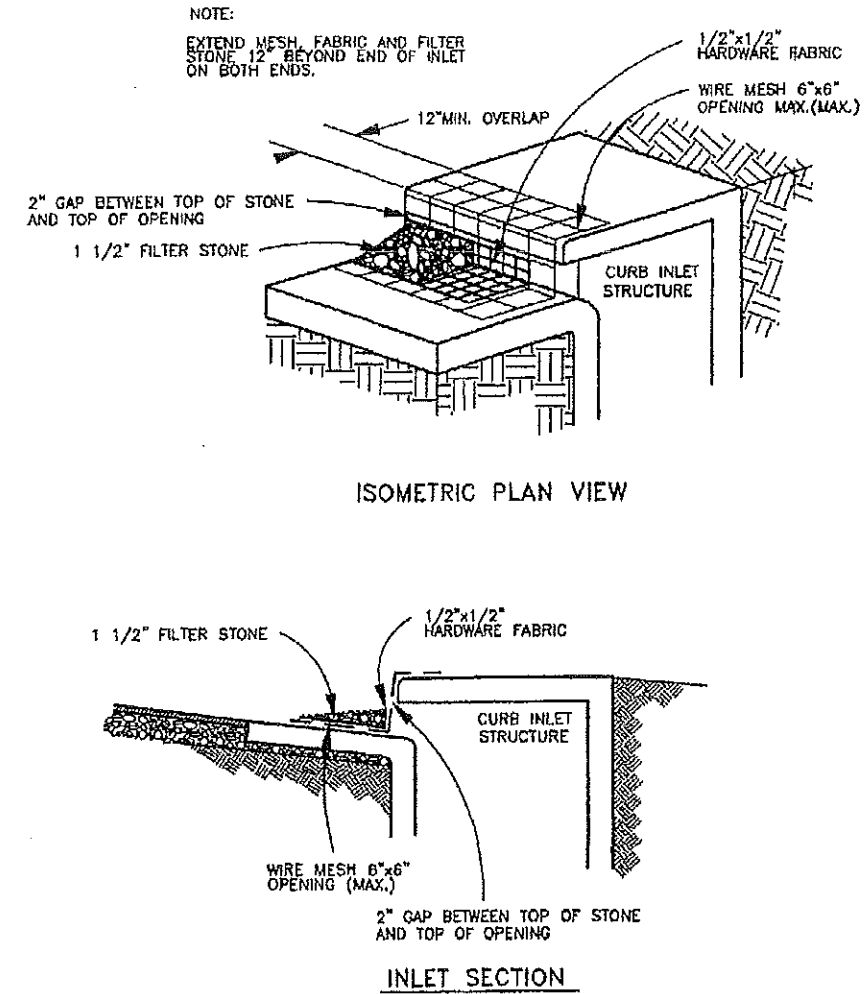 NOTE:
EXTEND MESH, FABRIC AND FILTER
STONE 12" BEYOND END OF INLET
ON BOTH ENDS.
1/2"x1/2"
HARDWARE FABRIC
WIRE MESH 6"x6"
OPENING MAX.(MAX.)
12"MIN. OVERLAP
2" GAP BETWEEN TOP OF STONE
AND TOP OF OPENING
1 1/2" FILTER STONE
CURB INLET
STRUCTURE
ISOMETRIC PLAN VIEW
1 1/2" FILTER STONE
1/2"x1/2"
HARDWARE FABRIC
CURB INLET
STRUCTURE
WIRE MESH 6"x6"
OPENING (MAX.)
2" GAP BETWEEN TOP OF STONE
AND TOP OF OPENING
INLET SECTION